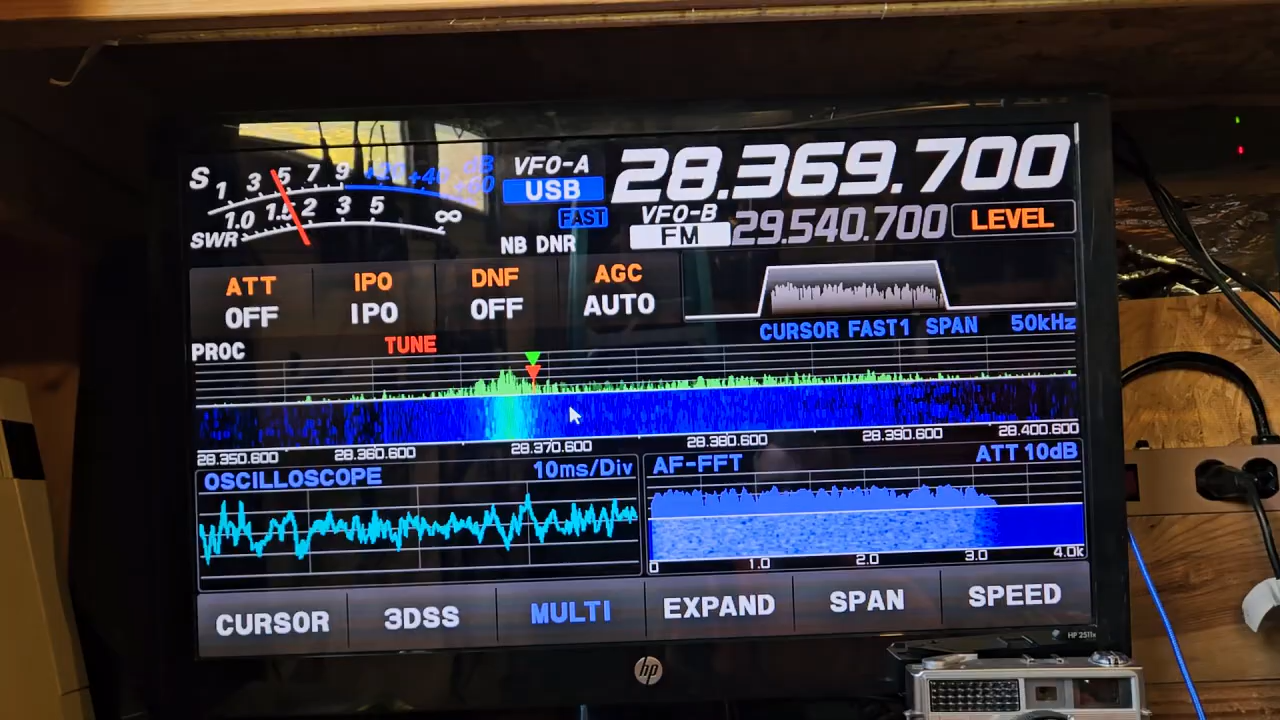 S 1 3 5 7 9 +20 +40 +60 dB
1.0 1.5 2 3 5 ∞
SWR
VFO-A 28.369.700
USB
FAST VFO-B 29.540.700 LEVEL
NB DNR FM
ATT IPO DNF AGC
OFF IPO OFF AUTO
CURSOR FAST1 SPAN 50kHz
PROC TUNE
28.350.600 28.360.600 28.370.600 28.380.600 28.390.600 28.400.600
OSCILLOSCOPE 10ms/Div AF-FFT ATT 10dB
0 1.0 2.0 3.0 4.0k
CURSOR 3DSS MULTI EXPAND SPAN SPEED
hp